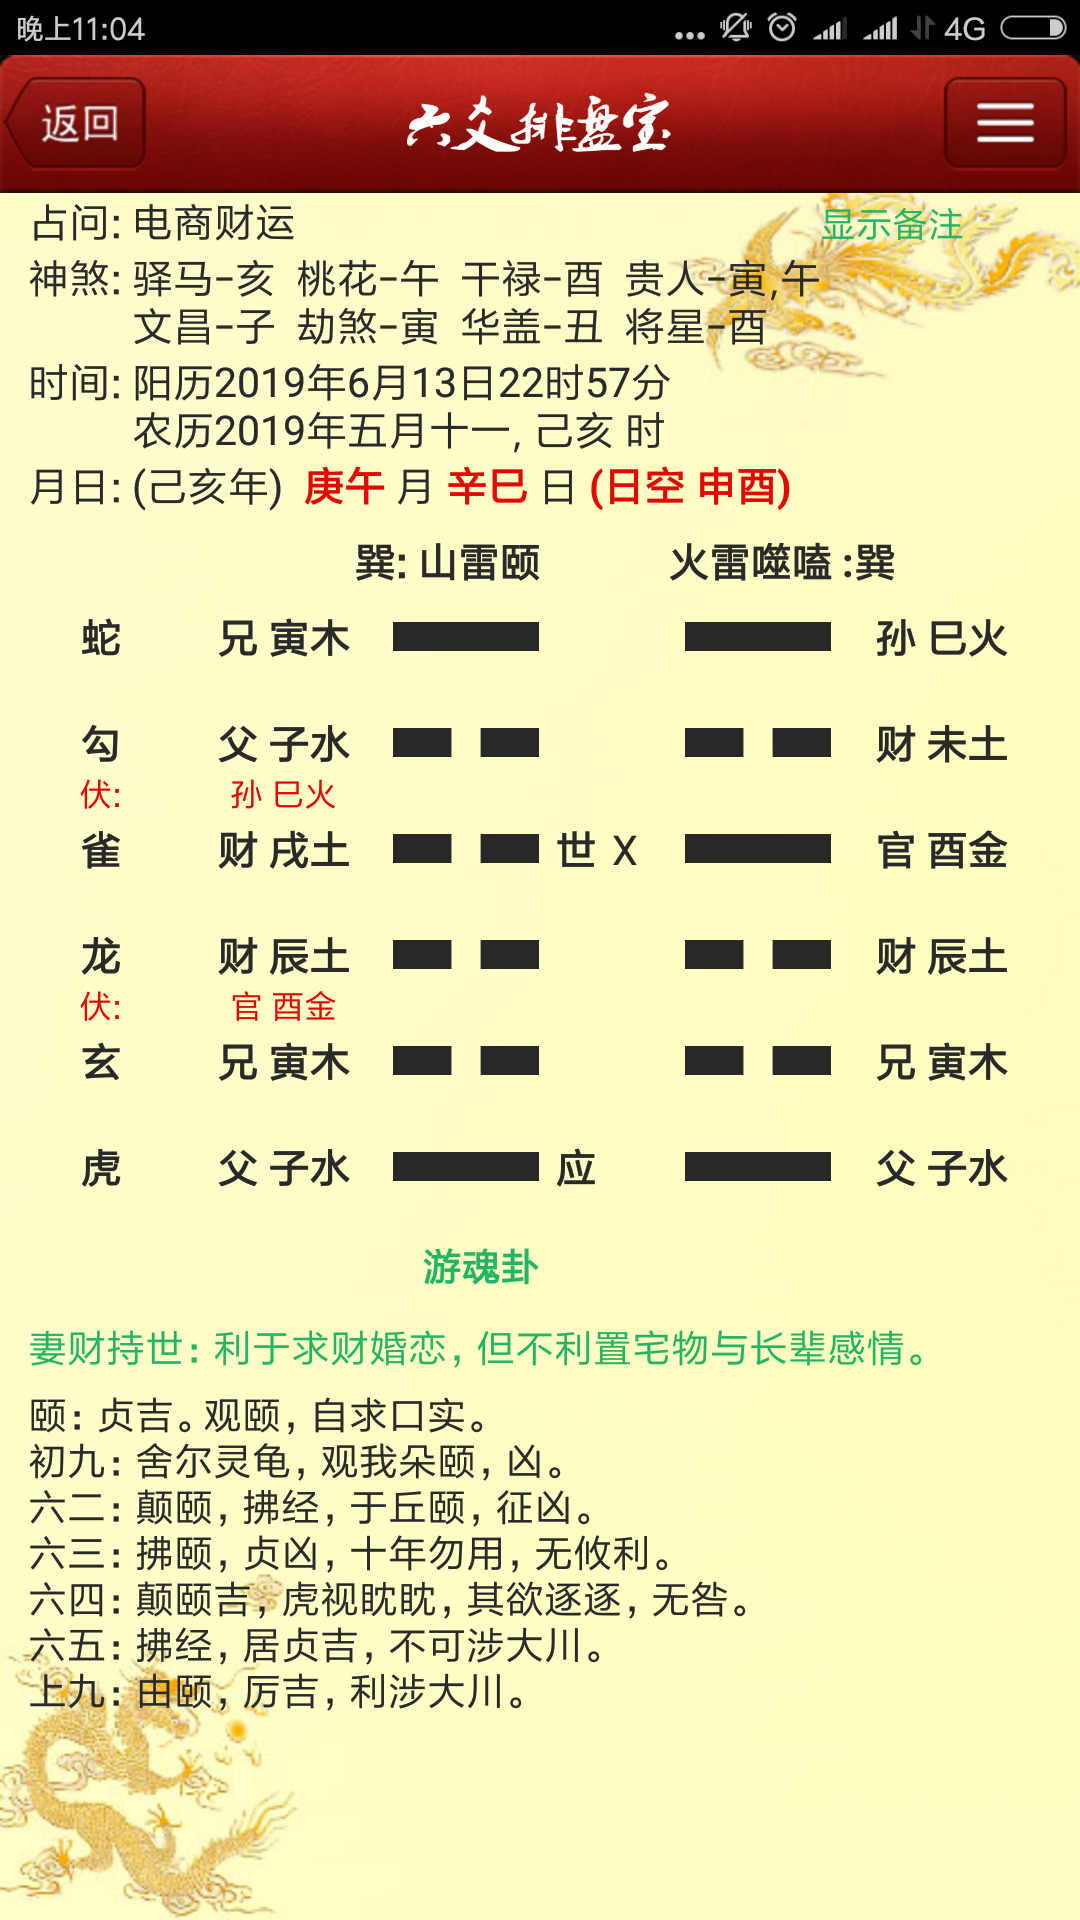 晚上11:04 ... 4G
返回 六爻排盘宝
占问: 电商财运 显示备注
神煞: 驿马-亥 桃花-午 干禄-酉 贵人-寅,午
文昌-子 劫煞-寅 华盖-丑 将星-酉
时间: 阳历2019年6月13日22时57分
农历2019年五月十一, 己亥 时
月日: (己亥年) 庚午 月 辛巳 日 (日空 申酉)
巽: 山雷颐 火雷噬嗑 :巽
蛇 兄 寅木 孙 巳火
勾 父 子水 财 未土
伏: 孙 巳火
雀 财 戌土 世 X 官 酉金
龙 财 辰土 财 辰土
伏: 官 酉金
玄 兄 寅木 兄 寅木
虎 父 子水 应 父 子水
游魂卦
妻财持世: 利于求财婚恋, 但不利置宅物与长辈感情。
颐: 贞吉。观颐, 自求口实。
初九: 舍尔灵龟, 观我朵颐, 凶。
六二: 颠颐, 拂经, 于丘颐, 征凶。
六三: 拂颐, 贞凶, 十年勿用, 无攸利。
六四: 颠颐吉, 虎视眈眈, 其欲逐逐, 无咎。
六五: 拂经, 居贞吉, 不可涉大川。
上九: 由颐, 厉吉, 利涉大川。